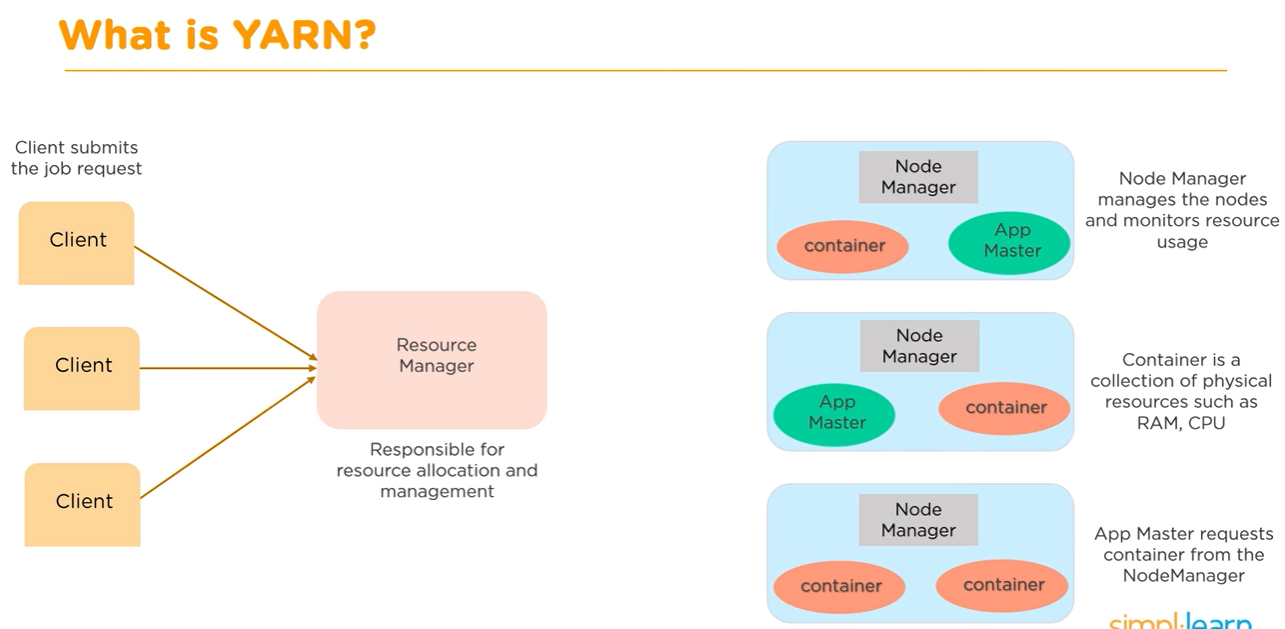 What is YARN?
Client submits
the job request
Client
Client
Client
Resource
Manager
Responsible for
resource allocation and
management
Node
Manager
container
App
Master
Node Manager
manages the nodes
and monitors resource
usage
Node
Manager
App
Master
container
Container is a
collection of physical
resources such as
RAM, CPU
Node
Manager
container
container
App Master requests
container from the
NodeManager
simplilearn